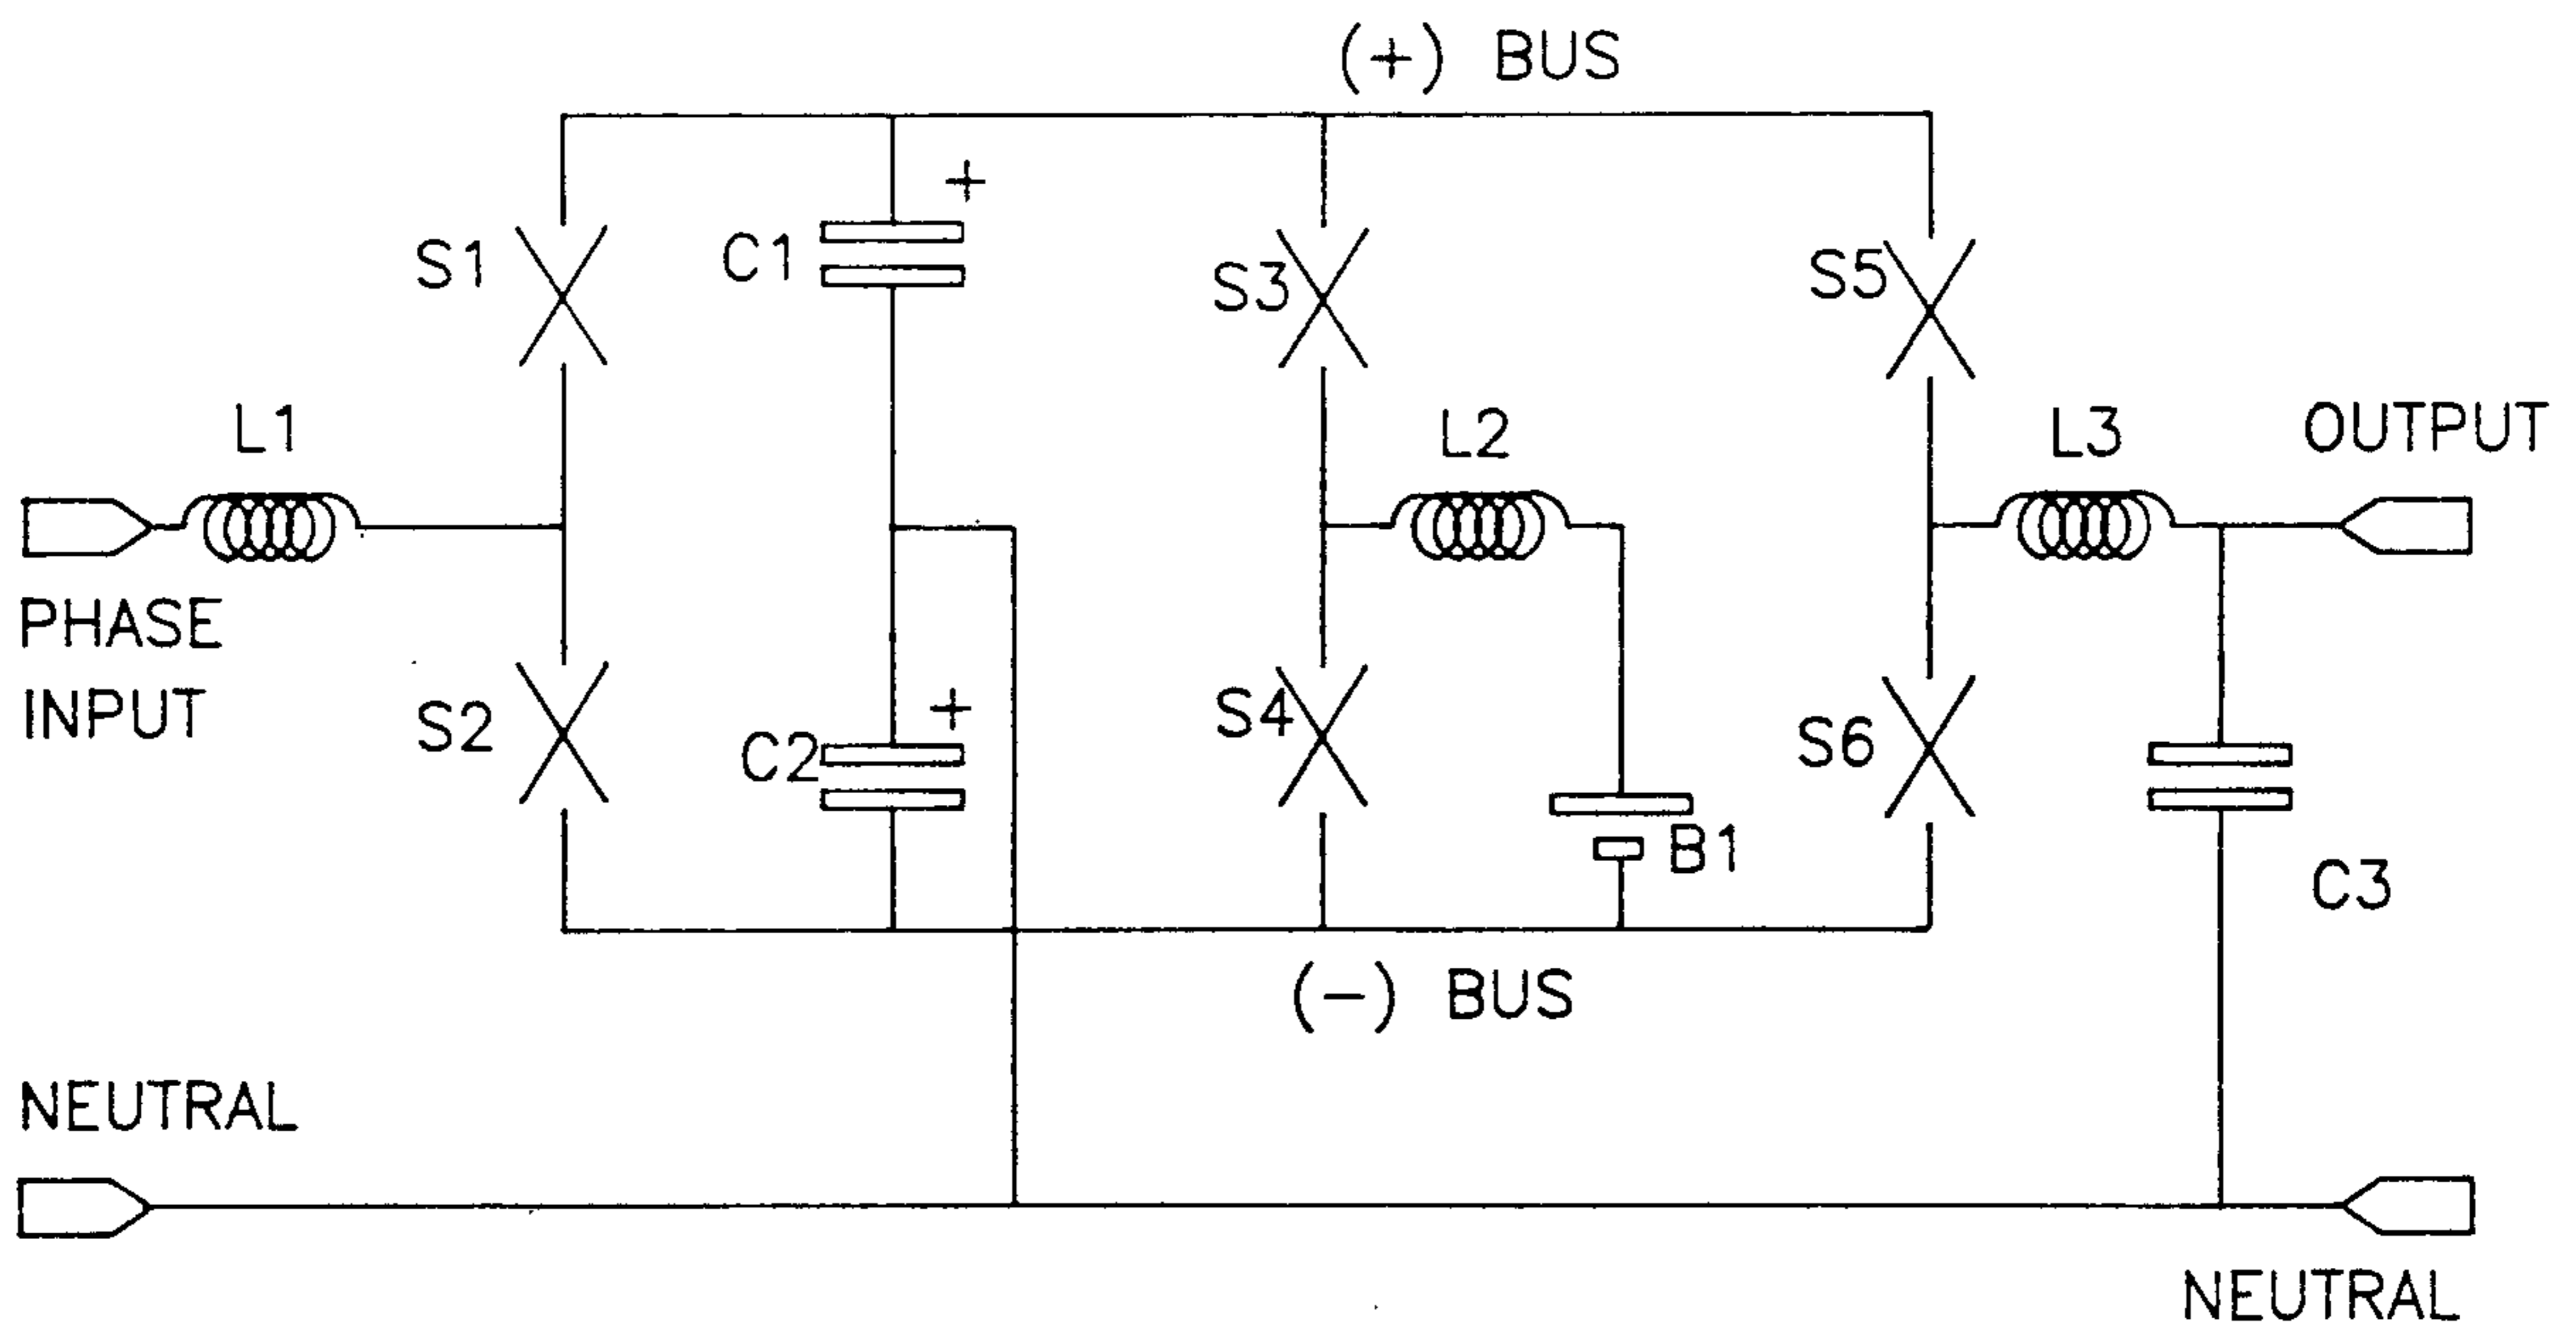 (+) BUS
+
S1
C1
S3
S5
L1
L2
L3
OUTPUT
PHASE
INPUT
S2
+
C2
S4
S6
B1
C3
(-) BUS
NEUTRAL
NEUTRAL